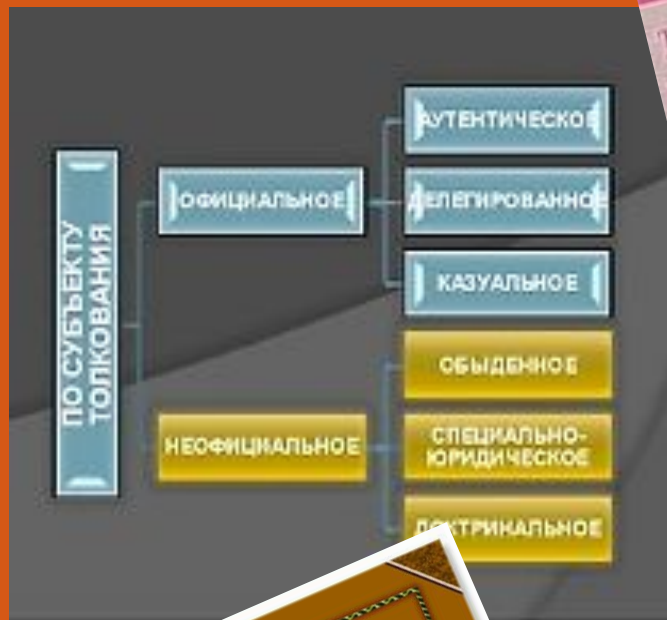 ПО СУБЪЕКТУ
ТОЛКОВАНИЯ
ОФИЦИАЛЬНОЕ
АУТЕНТИЧЕСКОЕ
ДЕЛЕГИРОВАННОЕ
КАЗУАЛЬНОЕ
НЕОФИЦИАЛЬНОЕ
ОБЫДЕННОЕ
СПЕЦИАЛЬНО-
ЮРИДИЧЕСКОЕ
ДОКТРИНАЛЬНОЕ